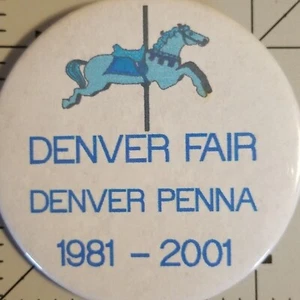 DENVER FAIR
DENVER PENNA
1981 - 2001